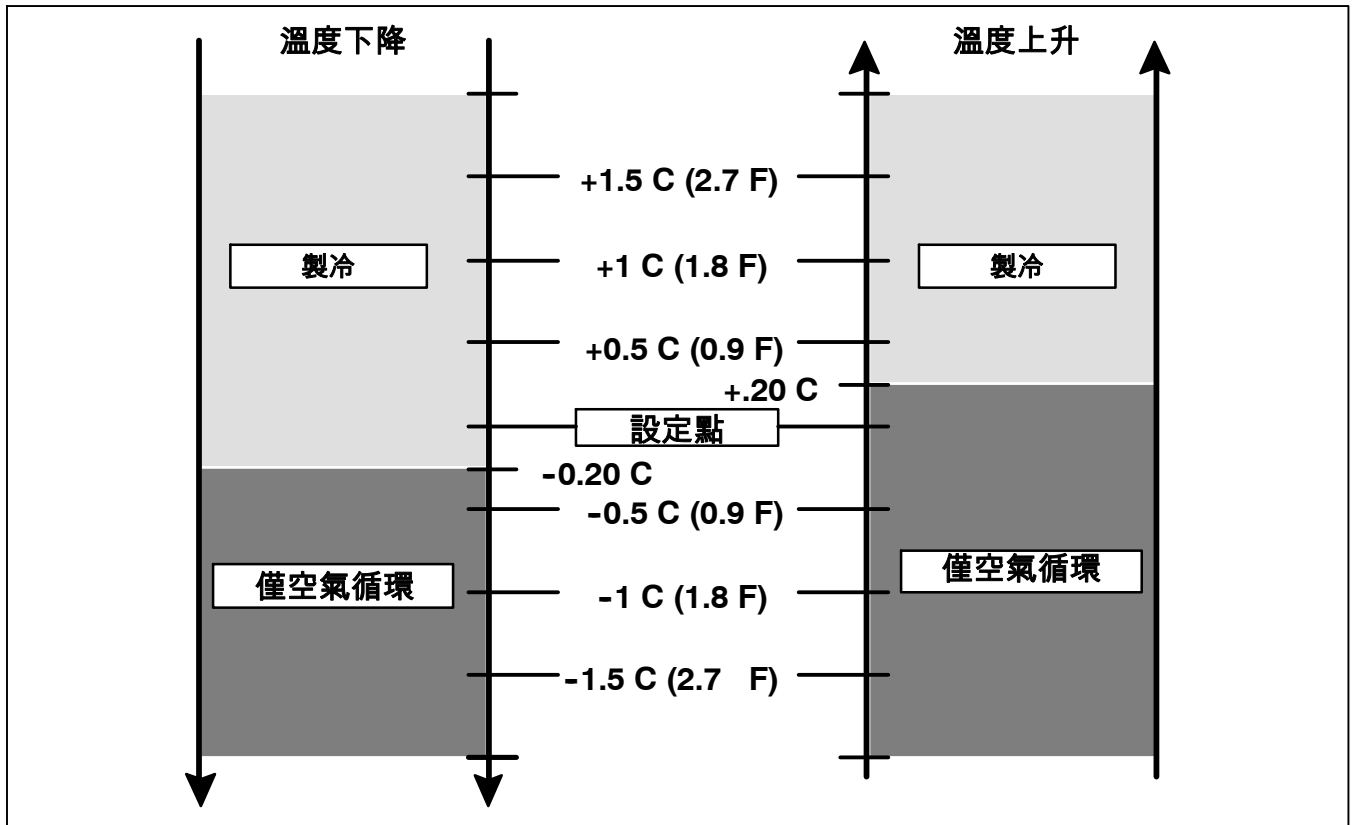 溫度下降
溫度上升
+1.5 C (2.7 F)
製冷
+1 C (1.8 F)
製冷
+0.5 C (0.9 F)
+.20 C
設定點
-0.20 C
-0.5 C (0.9 F)
僅空氣循環
-1 C (1.8 F)
僅空氣循環
-1.5 C (2.7 F)